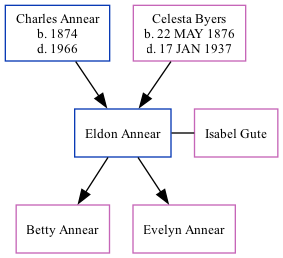 Charles Annear
b. 1874
d. 1966
Celesta Byers
b. 22 MAY 1876
d. 17 JAN 1937
Eldon Annear
Isabel Gute
Betty Annear
Evelyn Annear